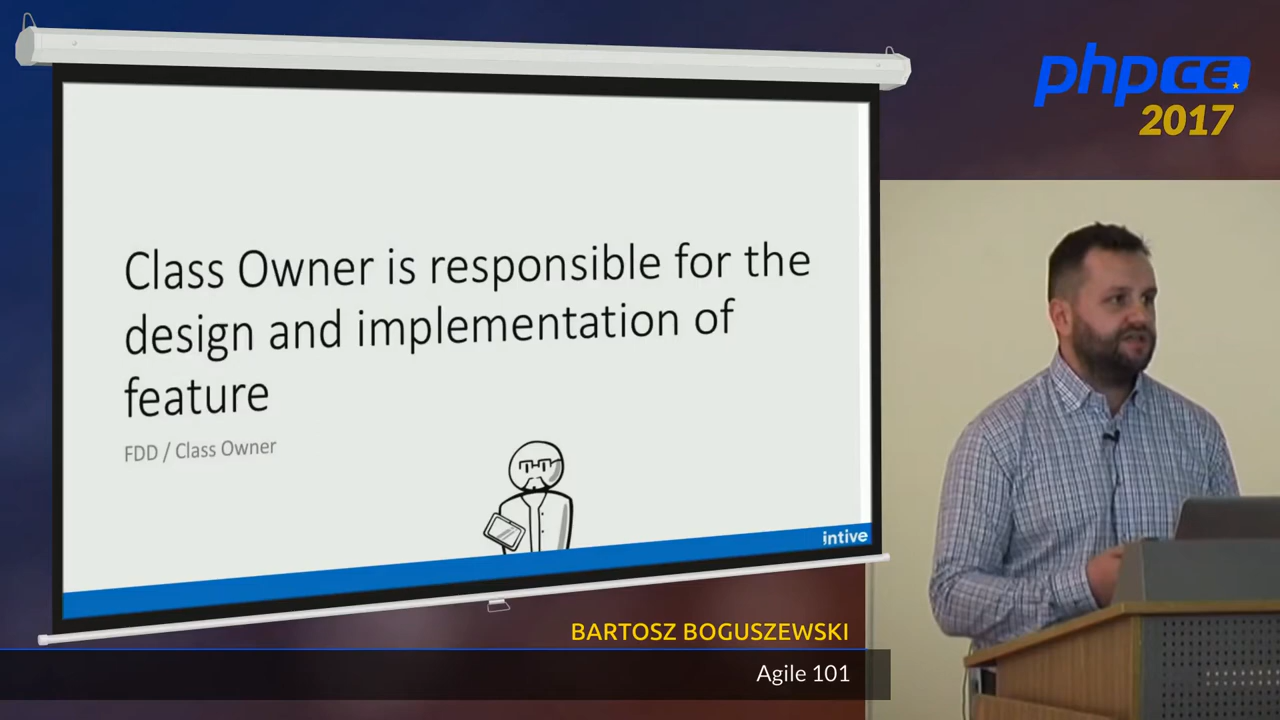 phpCE
2017
Class Owner is responsible for the
design and implementation of
feature
FDD / Class Owner
intive
BARTOSZ BOGUSZEWSKI
Agile 101